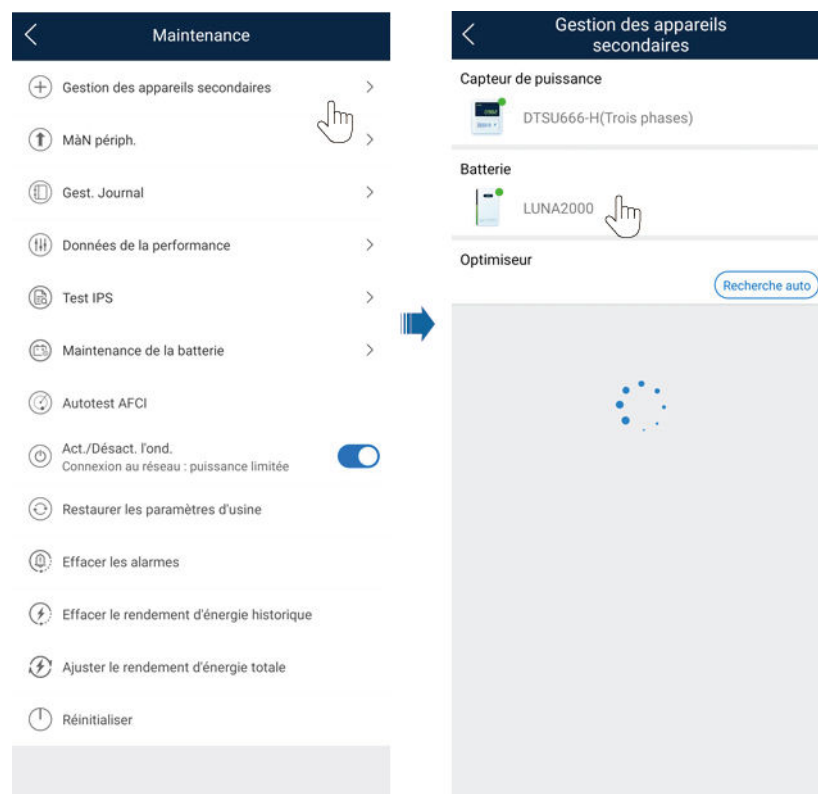 Maintenance
Gestion des appareils secondaires
MàN périph.
Gest. Journal
Données de la performance
Test IPS
Maintenance de la batterie
Autotest AFCI
Act./Désact. l'ond.
Connexion au réseau : puissance limitée
Restaurer les paramètres d'usine
Effacer les alarmes
Effacer le rendement d'énergie historique
Ajuster le rendement d'énergie totale
Réinitialiser
Gestion des appareils
secondaires
Capteur de puissance
DTSU666-H(Trois phases)
Batterie
LUNA2000
Optimiseur
Recherche auto